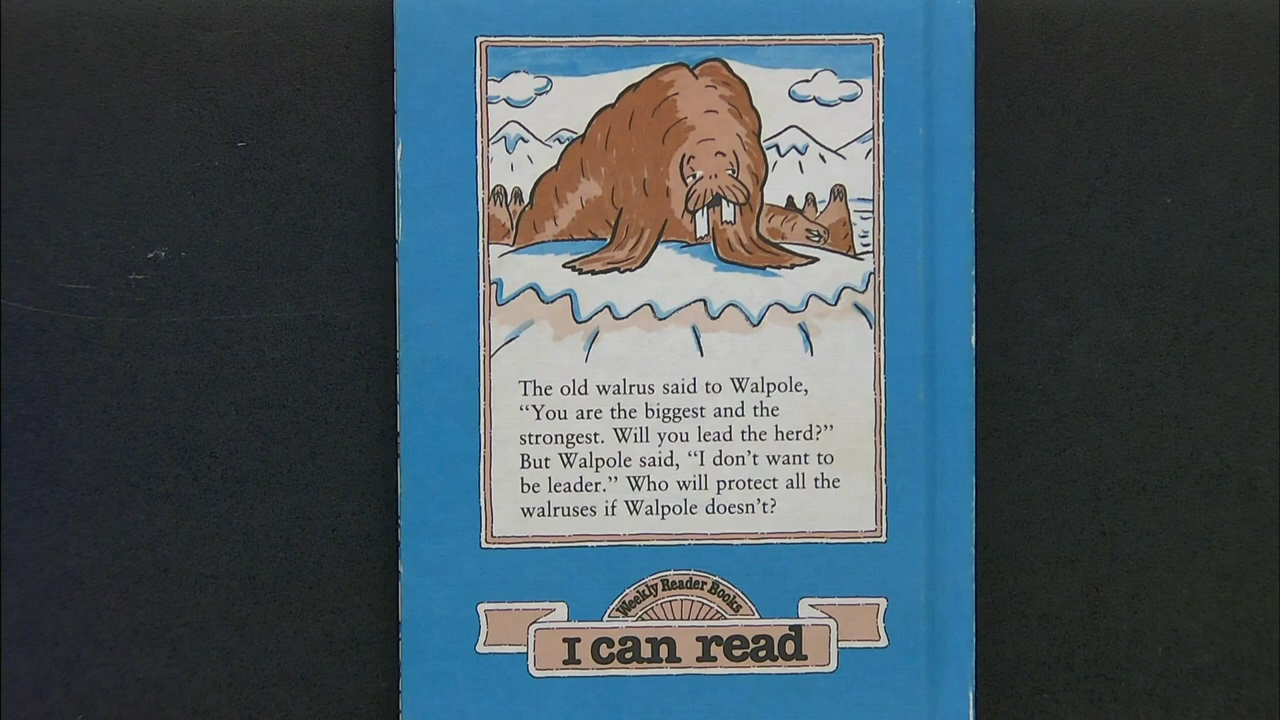 The old walrus said to Walpole,
“You are the biggest and the
strongest. Will you lead the herd?”
But Walpole said, “I don’t want to
be leader.” Who will protect all the
walruses if Walpole doesn’t?
Weekly Reader Books
I can read